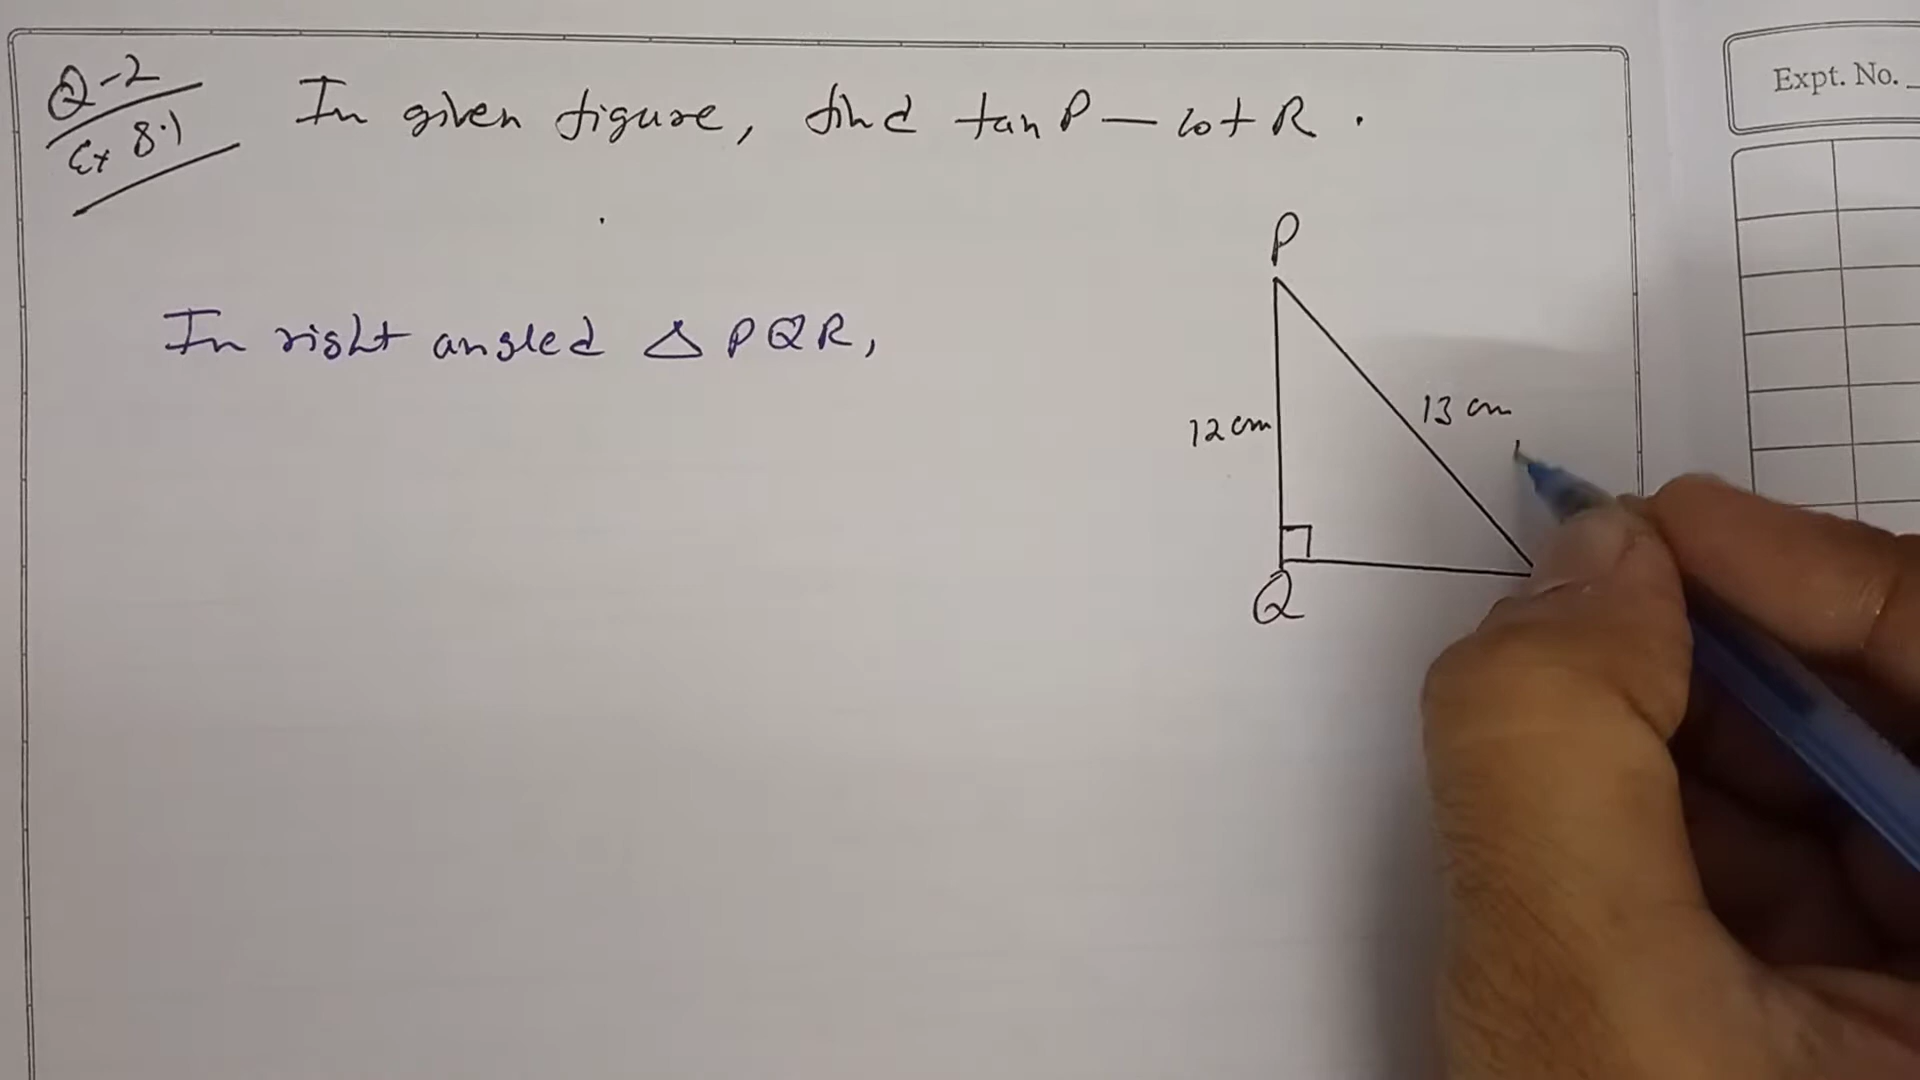 Q-2
Ex 8.1
In given figure, find tan P — cot R .
Expt. No.
P
In right angled △ PQR,
12 cm
13 cm
Q